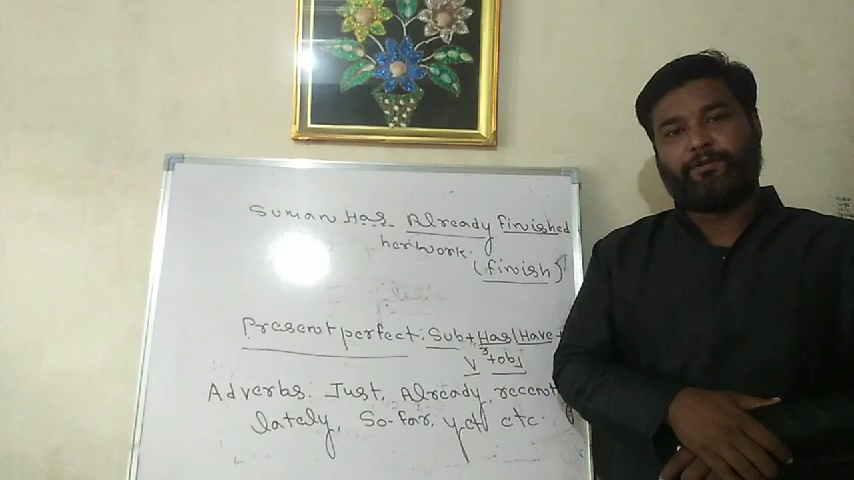 Suman Has Already finished
her work.
(finish)
Present perfect: Sub + Has/Have +
V3 + obj
Adverbs: Just, Already, recent
lately, So-far, yet etc.